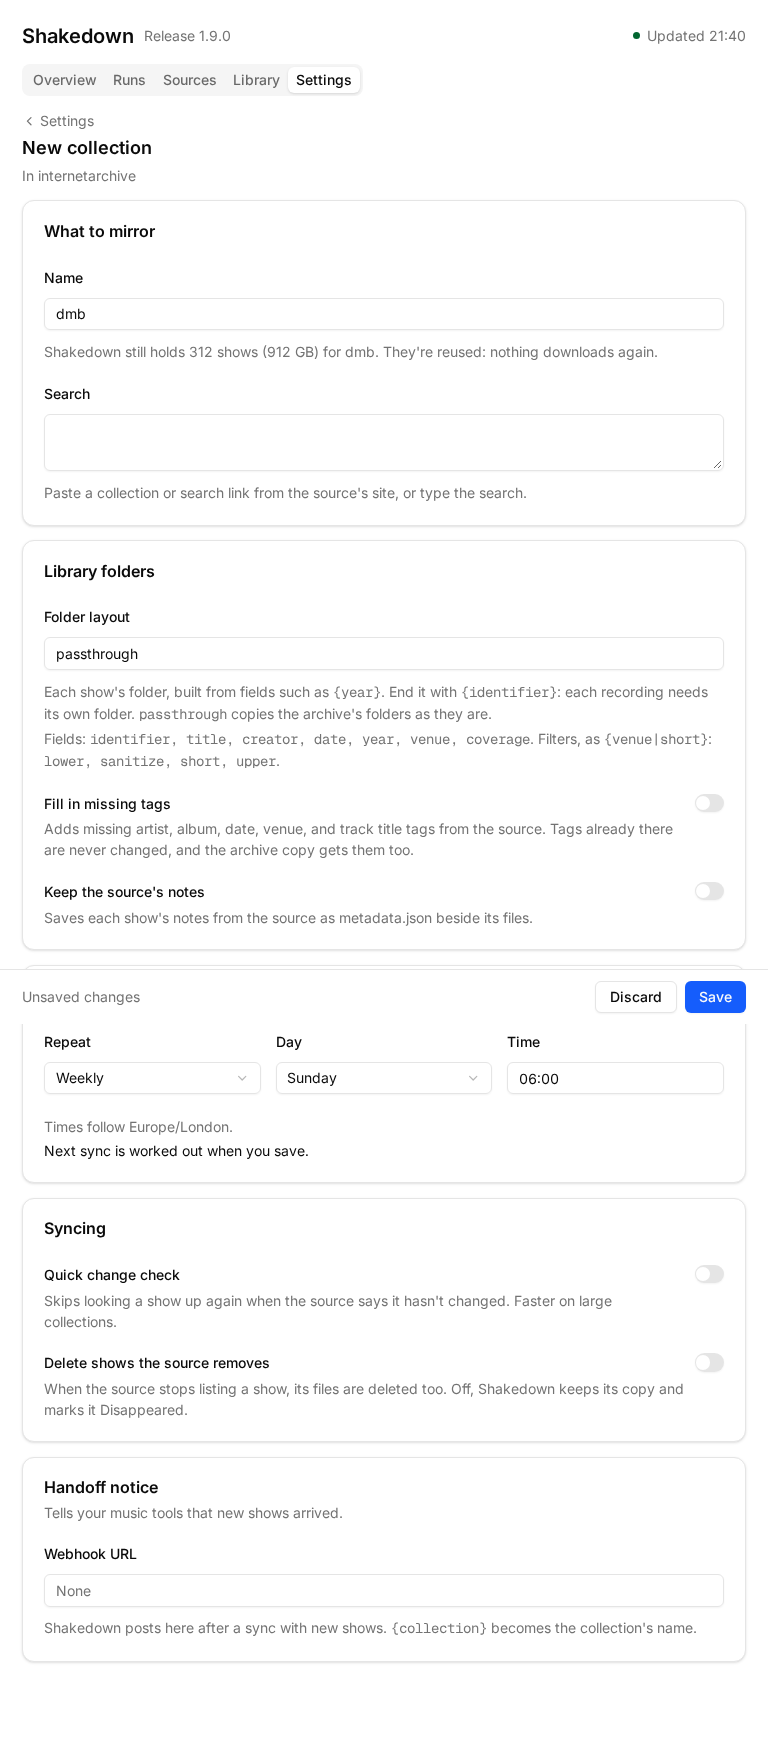 Shakedown Release 1.9.0
Updated 21:40
Overview Runs Sources Library Settings
Settings
New collection
In internetarchive
What to mirror
Name
dmb
Shakedown still holds 312 shows (912 GB) for dmb. They're reused: nothing downloads again.
Search
Paste a collection or search link from the source's site, or type the search.
Library folders
Folder layout
passthrough
Each show's folder, built from fields such as {year}. End it with {identifier}: each recording needs
its own folder. passthrough copies the archive's folders as they are.
Fields: identifier, title, creator, date, year, venue, coverage. Filters, as {venue|short}:
lower, sanitize, short, upper.
Fill in missing tags
Adds missing artist, album, date, venue, and track title tags from the source. Tags already there
are never changed, and the archive copy gets them too.
Keep the source's notes
Saves each show's notes from the source as metadata.json beside its files.
Unsaved changes
Discard Save
Repeat Day Time
Weekly Sunday 06:00
Times follow Europe/London.
Next sync is worked out when you save.
Syncing
Quick change check
Skips looking a show up again when the source says it hasn't changed. Faster on large
collections.
Delete shows the source removes
When the source stops listing a show, its files are deleted too. Off, Shakedown keeps its copy and
marks it Disappeared.
Handoff notice
Tells your music tools that new shows arrived.
Webhook URL
None
Shakedown posts here after a sync with new shows. {collection} becomes the collection's name.